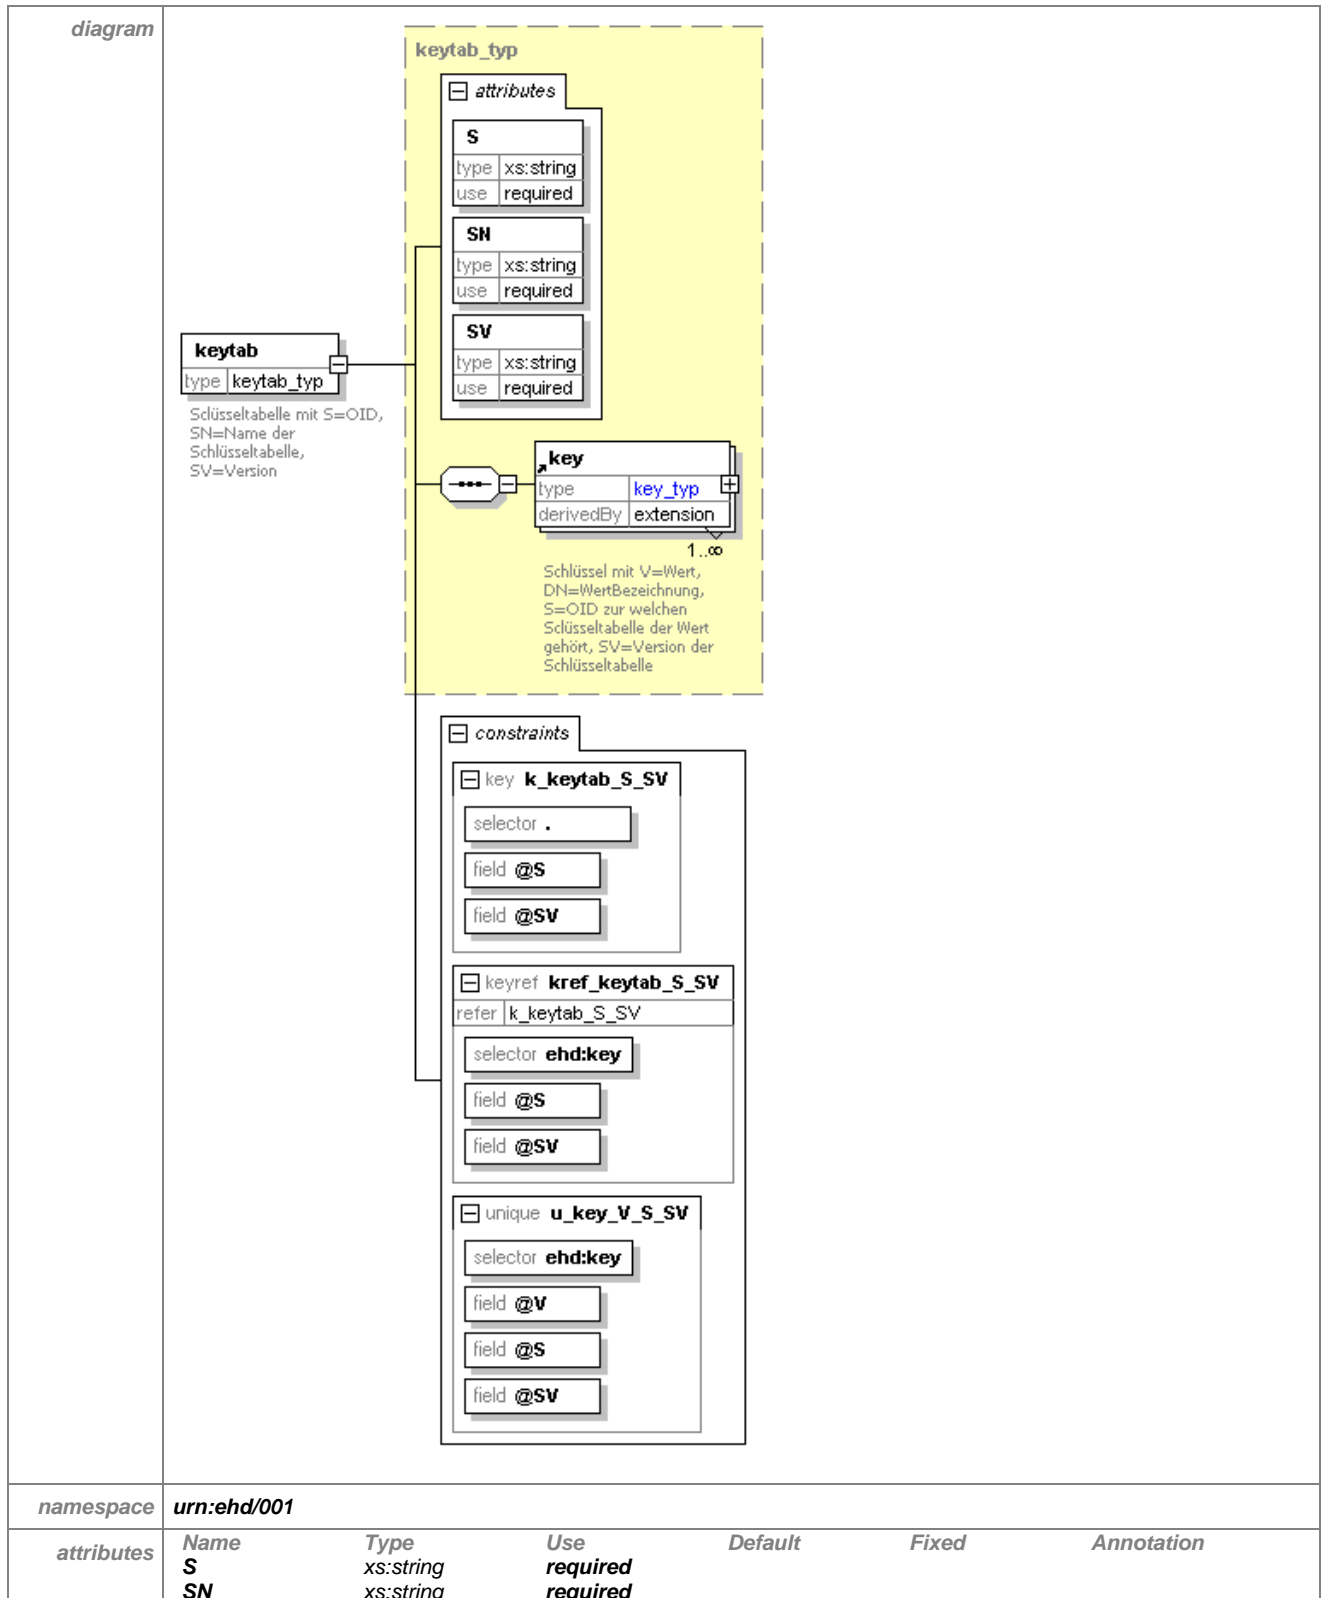 diagram
keytab_typ
attributes
S
type xs:string
use required
SN
type xs:string
use required
SV
type xs:string
use required
keytab
type keytab_typ
Sclüsseltabelle mit S=OID,
SN=Name der
Schlüsseltabelle,
SV=Version
key
type key_typ
derivedBy extension
1..∞
Schlüssel mit V=Wert,
DN=WertBezeichnung,
S=OID zur welchen
Sclüsseltabelle der Wert
gehört, SV=Version der
Schlüsseltabelle
constraints
key k_keytab_S_SV
selector .
field @S
field @SV
keyref kref_keytab_S_SV
refer k_keytab_S_SV
selector ehd:key
field @S
field @SV
unique u_key_V_S_SV
selector ehd:key
field @V
field @S
field @SV
namespace urn:ehd/001
attributes Name Type Use Default Fixed Annotation
S xs:string required
SN xs:string required